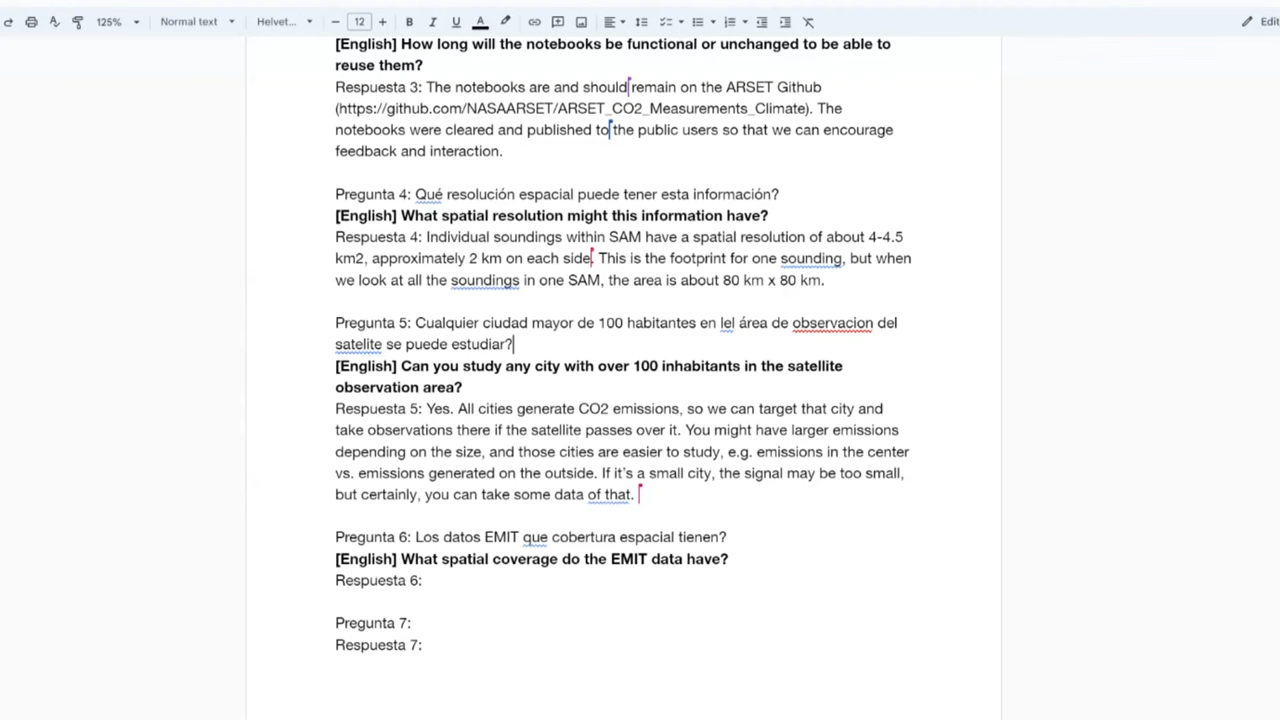 125%
Normal text
Helvet...
12
B I U A
Edit
[English] How long will the notebooks be functional or unchanged to be able to
reuse them?
Respuesta 3: The notebooks are and should remain on the ARSET Github
(https://github.com/NASAARSET/ARSET_CO2_Measurements_Climate). The
notebooks were cleared and published to the public users so that we can encourage
feedback and interaction.
Pregunta 4: Qué resolución espacial puede tener esta información?
[English] What spatial resolution might this information have?
Respuesta 4: Individual soundings within SAM have a spatial resolution of about 4-4.5
km2, approximately 2 km on each side. This is the footprint for one sounding, but when
we look at all the soundings in one SAM, the area is about 80 km x 80 km.
Pregunta 5: Cualquier ciudad mayor de 100 habitantes en lel área de observacion del
satelite se puede estudiar?
[English] Can you study any city with over 100 inhabitants in the satellite
observation area?
Respuesta 5: Yes. All cities generate CO2 emissions, so we can target that city and
take observations there if the satellite passes over it. You might have larger emissions
depending on the size, and those cities are easier to study, e.g. emissions in the center
vs. emissions generated on the outside. If it's a small city, the signal may be too small,
but certainly, you can take some data of that.
Pregunta 6: Los datos EMIT que cobertura espacial tienen?
[English] What spatial coverage do the EMIT data have?
Respuesta 6:
Pregunta 7:
Respuesta 7: